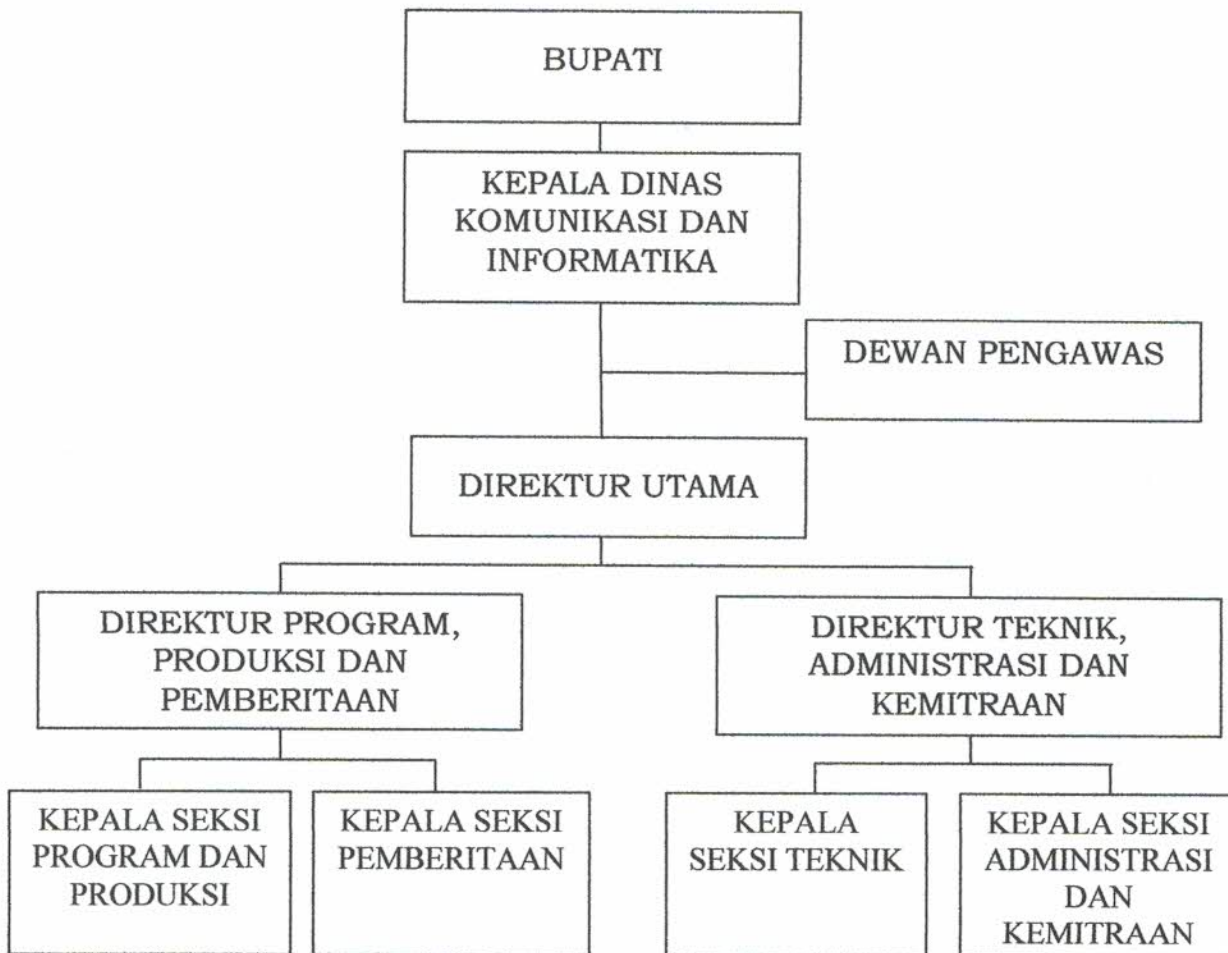 BUPATI
KEPALA DINAS
KOMUNIKASI DAN
INFORMATIKA
DEWAN PENGAWAS
DIREKTUR UTAMA
DIREKTUR PROGRAM,
PRODUKSI DAN
PEMBERITAAN
DIREKTUR TEKNIK,
ADMINISTRASI DAN
KEMITRAAN
KEPALA SEKSI
PROGRAM DAN
PRODUKSI
KEPALA SEKSI
PEMBERITAAN
KEPALA
SEKSI TEKNIK
KEPALA SEKSI
ADMINISTRASI
DAN
KEMITRAAN